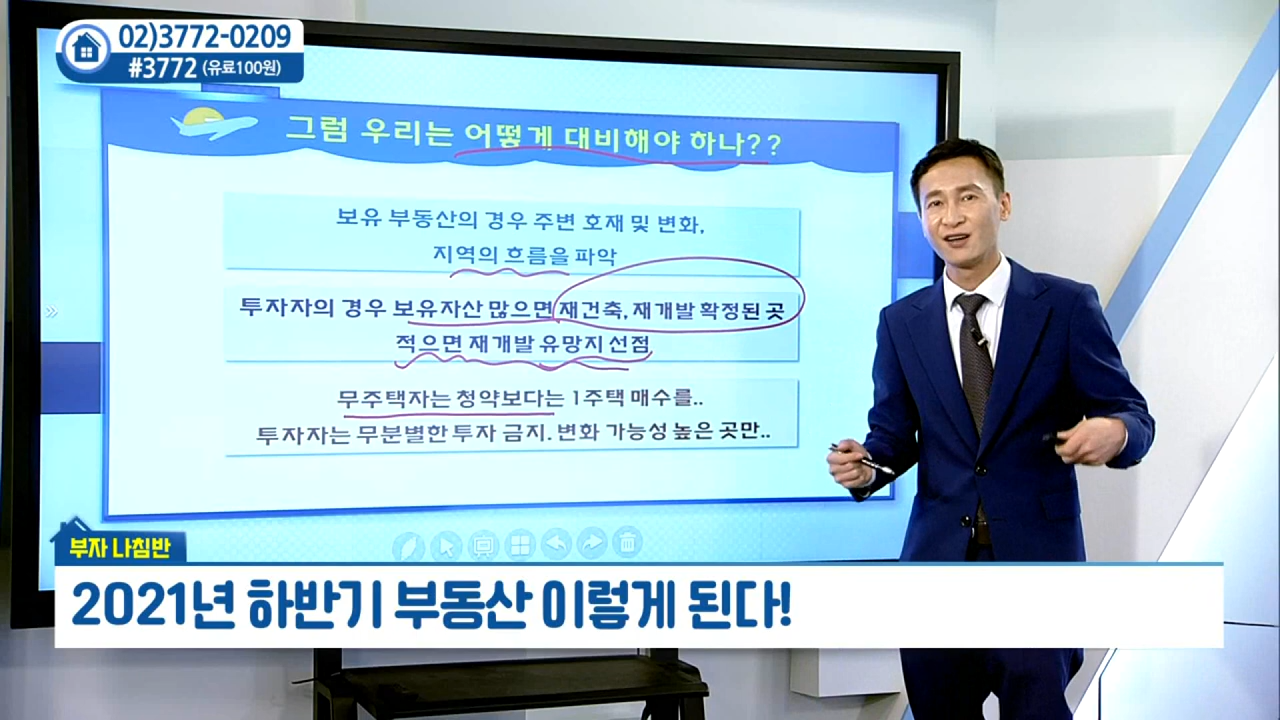 02)3772-0209
#3772 (유료100원)
그럼 우리는 어떻게 대비해야 하나??
보유 부동산의 경우 주변 호재 및 변화,
지역의 흐름을 파악
투자자의 경우 보유자산 많으면 재건축, 재개발 확정된 곳
적으면 재개발 유망지 선점
무주택자는 청약보다는 1주택 매수를..
투자자는 무분별한 투자 금지. 변화 가능성 높은 곳만..
부자 나침반
2021년 하반기 부동산 이렇게 된다!